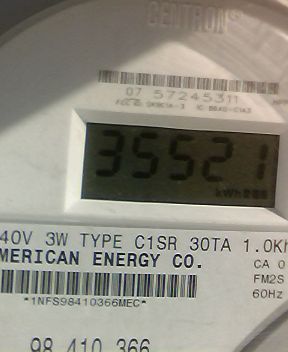 CENTRON®
07 57245311
35521
kWh
40V 3W TYPE C1SR 30TA 1.0Kh
MERICAN ENERGY CO.
CA 0
FM2S
60Hz
*1NFS98410366MEC*
98 410 366